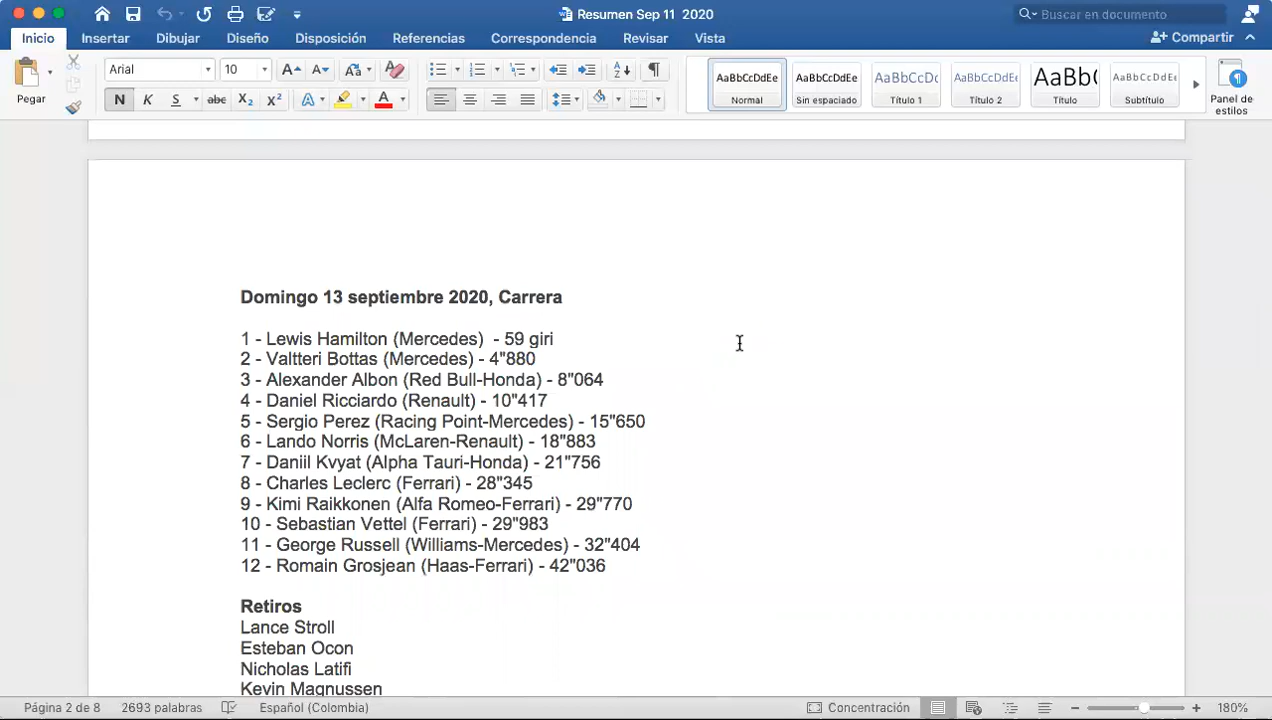 Resumen Sep 11 2020
Buscar en documento
Inicio Insertar Dibujar Diseño Disposición Referencias Correspondencia Revisar Vista
Compartir
Pegar
Arial 10
N K S abc X₂ X²
AaBbCcDdEe AaBbCcDdEe AaBbCcDc AaBbCcDdEe AaBb( AaBbCcDdEe
Normal Sin espaciado Título 1 Título 2 Título Subtítulo
Panel de estilos
Domingo 13 septiembre 2020, Carrera
1 - Lewis Hamilton (Mercedes) - 59 giri
2 - Valtteri Bottas (Mercedes) - 4"880
3 - Alexander Albon (Red Bull-Honda) - 8"064
4 - Daniel Ricciardo (Renault) - 10"417
5 - Sergio Perez (Racing Point-Mercedes) - 15"650
6 - Lando Norris (McLaren-Renault) - 18"883
7 - Daniil Kvyat (Alpha Tauri-Honda) - 21"756
8 - Charles Leclerc (Ferrari) - 28"345
9 - Kimi Raikkonen (Alfa Romeo-Ferrari) - 29"770
10 - Sebastian Vettel (Ferrari) - 29"983
11 - George Russell (Williams-Mercedes) - 32"404
12 - Romain Grosjean (Haas-Ferrari) - 42"036
Retiros
Lance Stroll
Esteban Ocon
Nicholas Latifi
Kevin Magnussen
Página 2 de 8 2693 palabras Español (Colombia) Concentración 180%